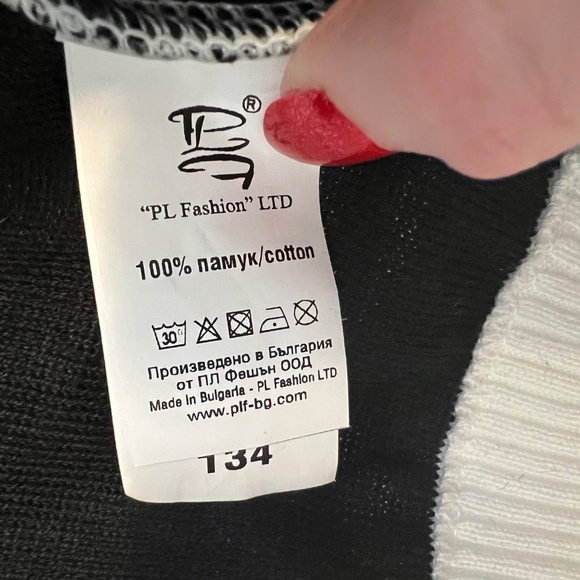 ®
"PL Fashion" LTD
100% памук/cotton
30°
Произведено в България
от ПЛ Фешън ООД
Made in Bulgaria - PL Fashion LTD
www.plf-bg.com
134